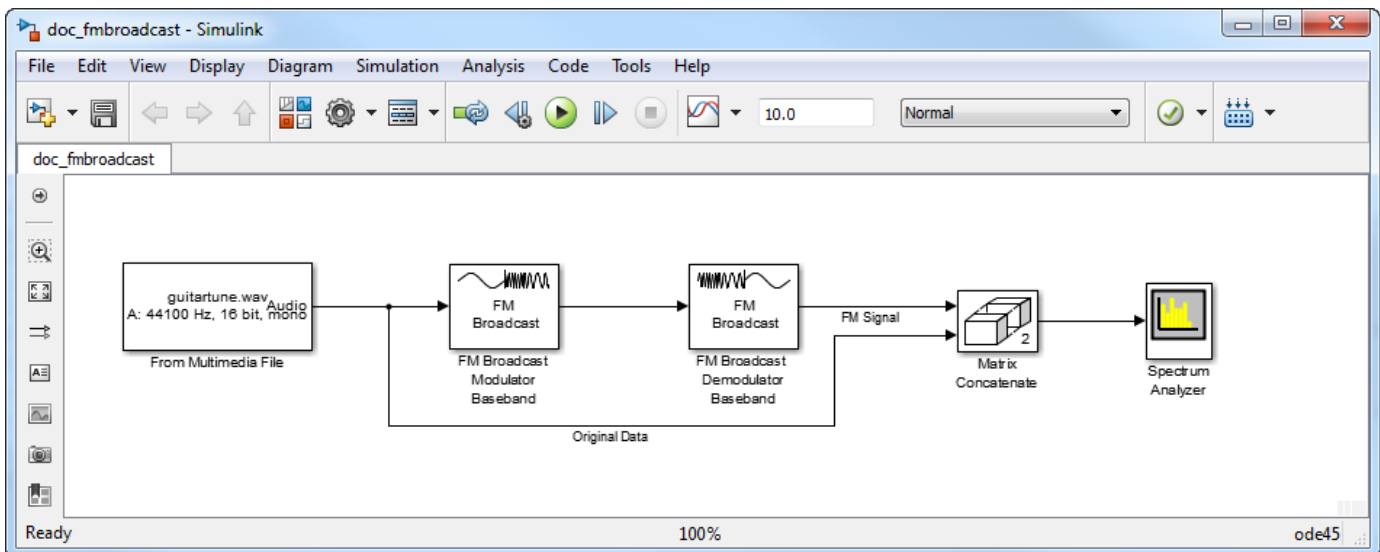 doc_fmbroadcast - Simulink
File Edit View Display Diagram Simulation Analysis Code Tools Help
10.0 Normal
doc_fmbroadcast
guitartune.wav
A: 44100 Hz, 16 bit, mono
Audio
From Multimedia File
FM
Broadcast
FM Broadcast
Modulator
Baseband
FM
Broadcast
FM Broadcast
Demodulator
Baseband
FM Signal
Original Data
2
Matrix
Concatenate
Spectrum
Analyzer
Ready 100% ode45